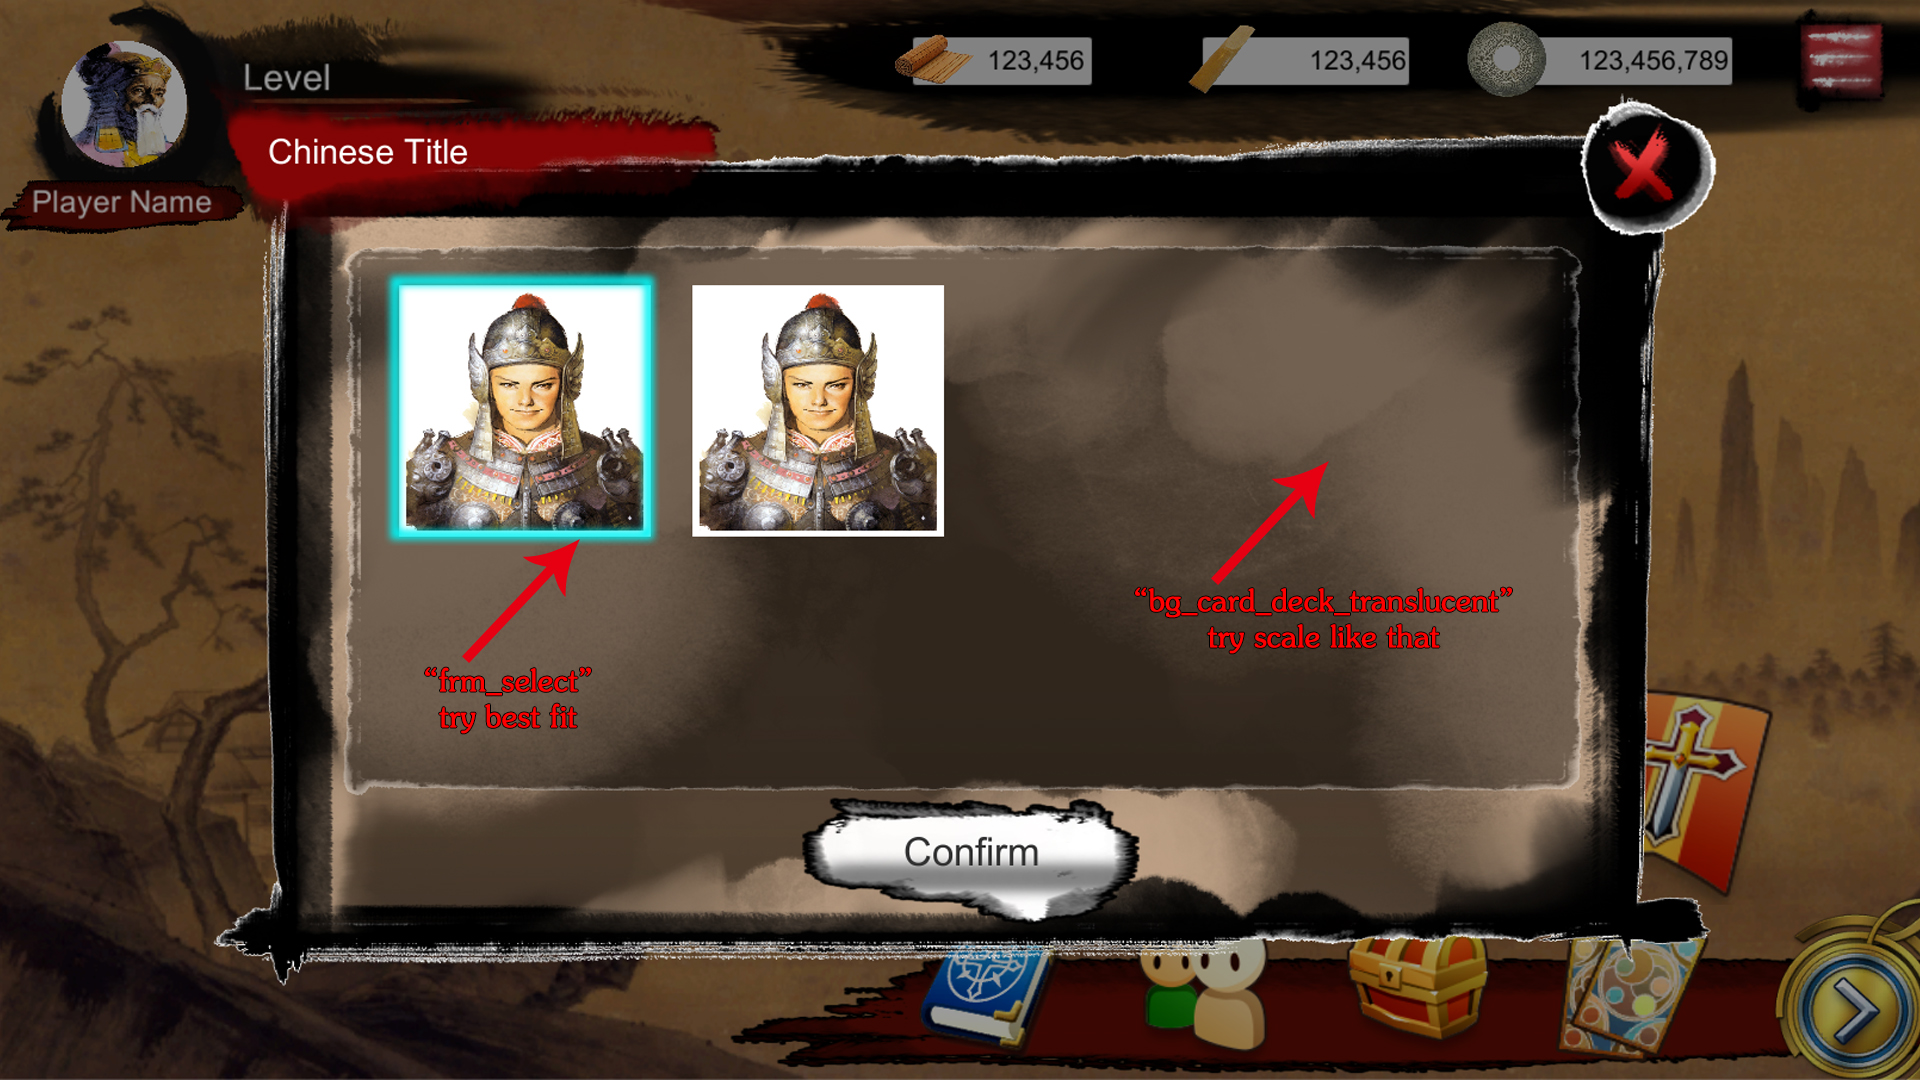 Level
123,456
123,456
123,456,789
Chinese Title
Player Name
“bg_card_deck_translucent”
try scale like that
“frm_select”
try best fit
Confirm